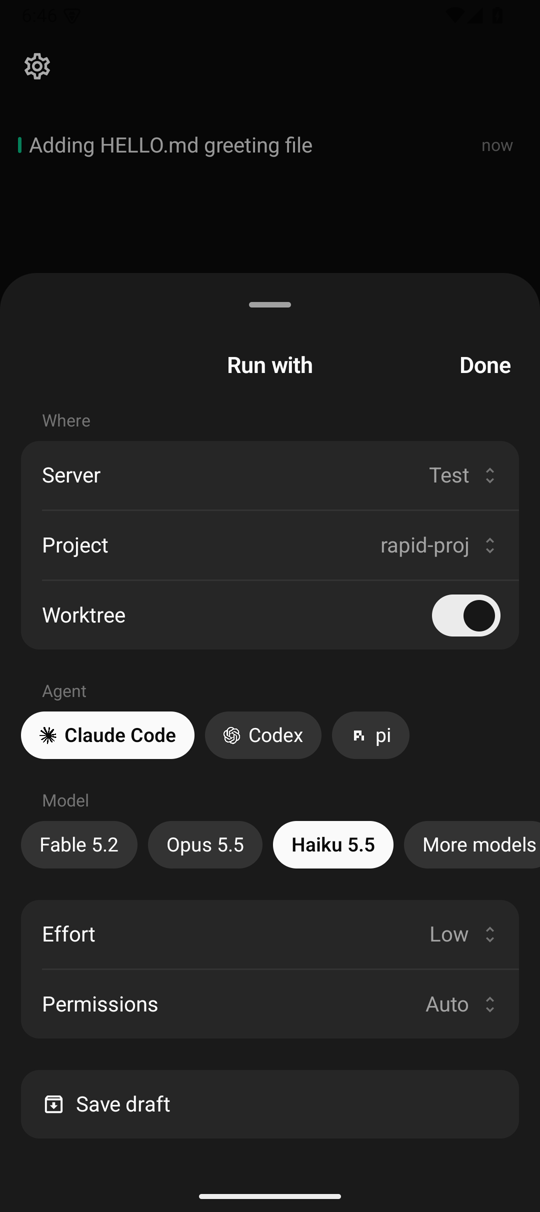 Adding HELLO.md greeting file
now
Run with
Done
Where
Server
Test
Project
rapid-proj
Worktree
Agent
Claude Code
Codex
pi
Model
Fable 5.2
Opus 5.5
Haiku 5.5
More models
Effort
Low
Permissions
Auto
Save draft